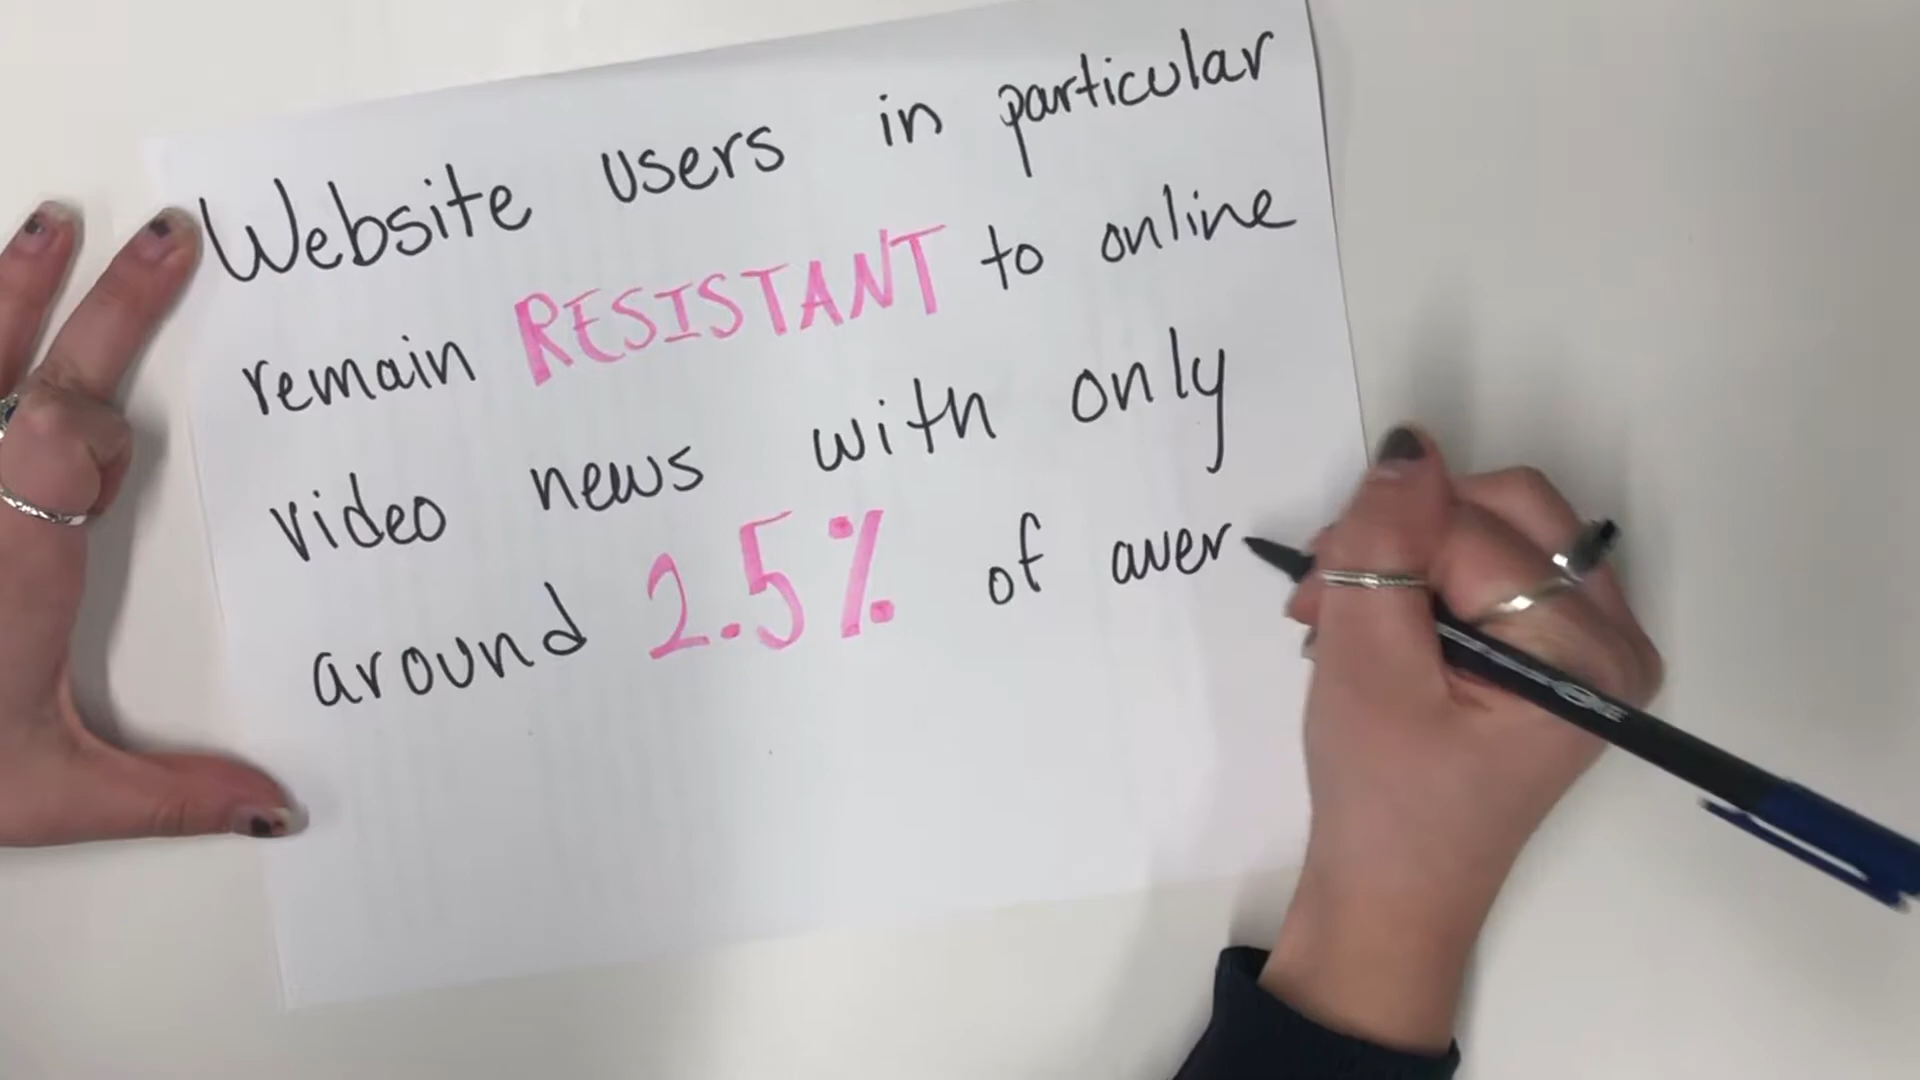 Website users in particular
remain RESISTANT to online
video news with only
around 2.5% of aver